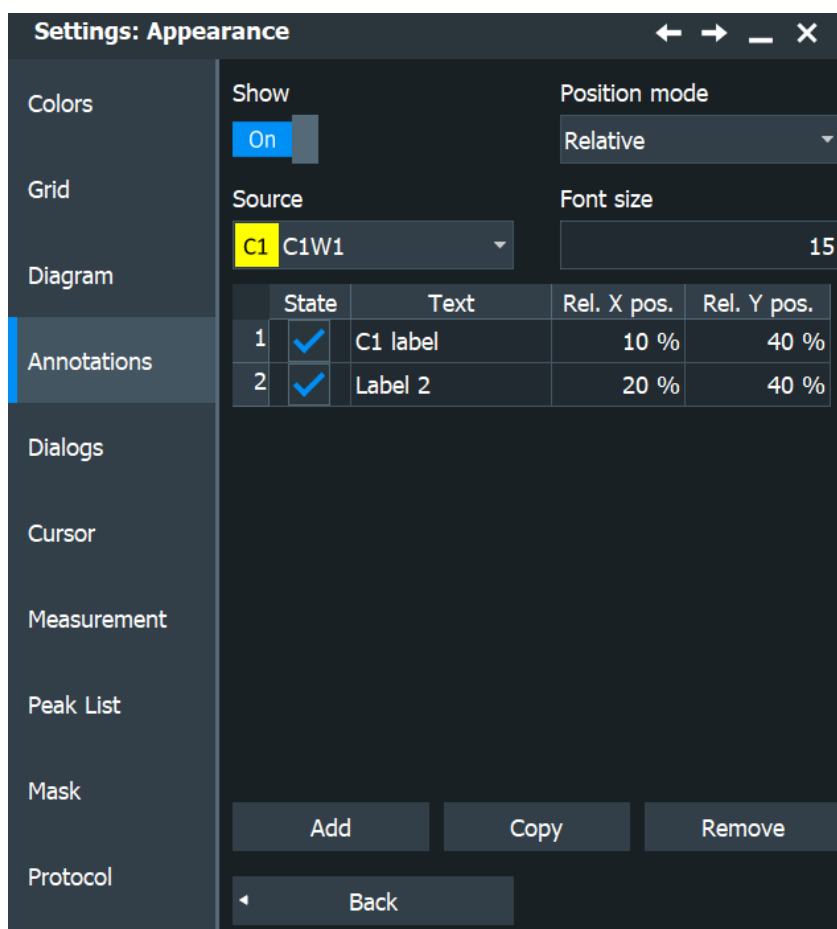 Settings: Appearance
Colors
Grid
Diagram
Annotations
Dialogs
Cursor
Measurement
Peak List
Mask
Protocol
Show
Position mode
On
Relative
Source
Font size
C1 C1W1
15
State Text Rel. X pos. Rel. Y pos.
1 C1 label 10 % 40 %
2 Label 2 20 % 40 %
Add Copy Remove
Back